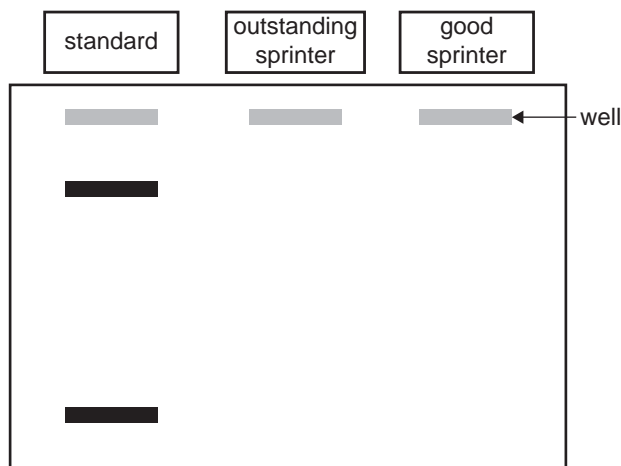 standard
outstanding
sprinter
good
sprinter
well